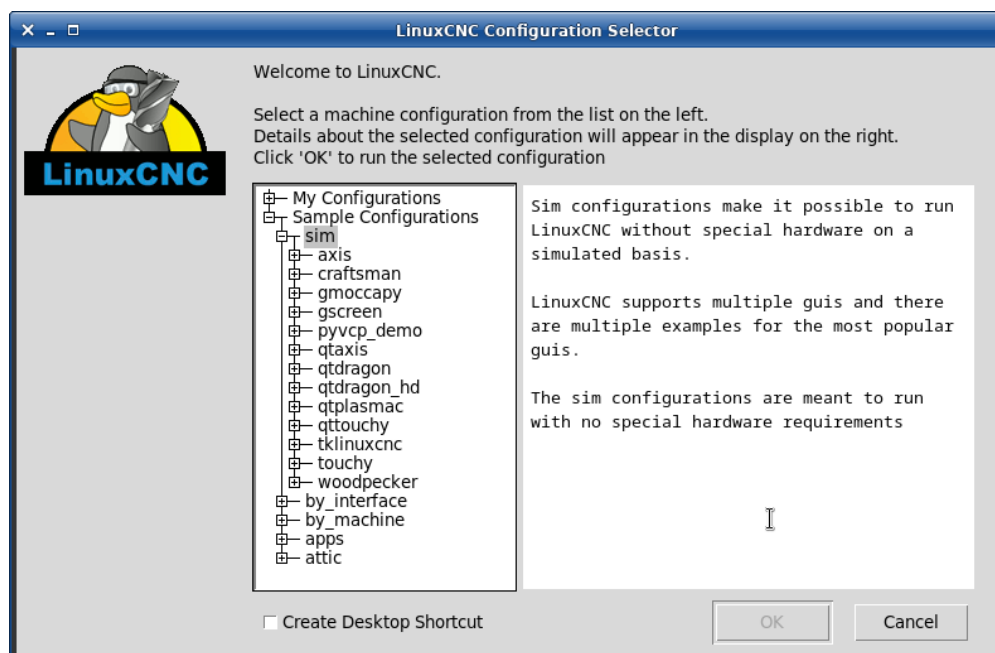 LinuxCNC Configuration Selector
LinuxCNC
Welcome to LinuxCNC.
Select a machine configuration from the list on the left.
Details about the selected configuration will appear in the display on the right.
Click 'OK' to run the selected configuration
My Configurations
Sample Configurations
sim
axis
craftsman
gmoccapy
gscreen
pyvcp_demo
qtaxis
qtdragon
qtdragon_hd
qtplasmac
qttouchy
tklinuxcnc
touchy
woodpecker
by_interface
by_machine
apps
attic
Sim configurations make it possible to run
LinuxCNC without special hardware on a
simulated basis.
LinuxCNC supports multiple guis and there
are multiple examples for the most popular
guis.
The sim configurations are meant to run
with no special hardware requirements
Create Desktop Shortcut
OK
Cancel